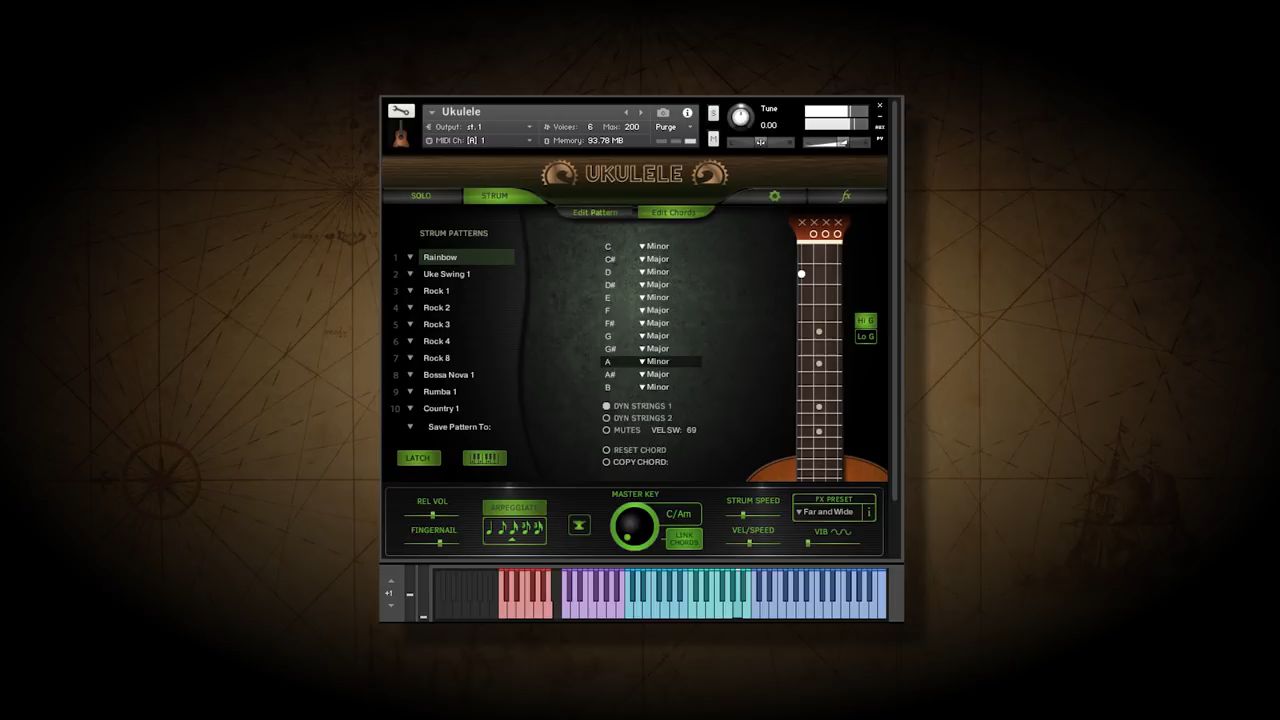 Ukulele
Output: st.1
Voices: 6 Max: 200
Purge
MIDI Ch: [A] 1
Memory: 93.78 MB
S
M
Tune
0.00
AUX
PV
UKULELE
SOLO
STRUM
fx
Edit Pattern
Edit Chords
STRUM PATTERNS
1 Rainbow
2 Uke Swing 1
3 Rock 1
4 Rock 2
5 Rock 3
6 Rock 4
7 Rock 8
8 Bossa Nova 1
9 Rumba 1
10 Country 1
Save Pattern To:
LATCH
C Minor
C# Major
D Minor
D# Major
E Minor
F Major
F# Major
G Major
G# Major
A Minor
A# Major
B Minor
DYN STRINGS 1
DYN STRINGS 2
MUTES VEL SW: 69
RESET CHORD
COPY CHORD:
Hi G
Lo G
REL VOL
FINGERNAIL
ARPEGGIATE
MASTER KEY
C/Am
LINK
CHORDS
STRUM SPEED
VEL/SPEED
FX PRESET
Far and Wide
i
VIB
+1